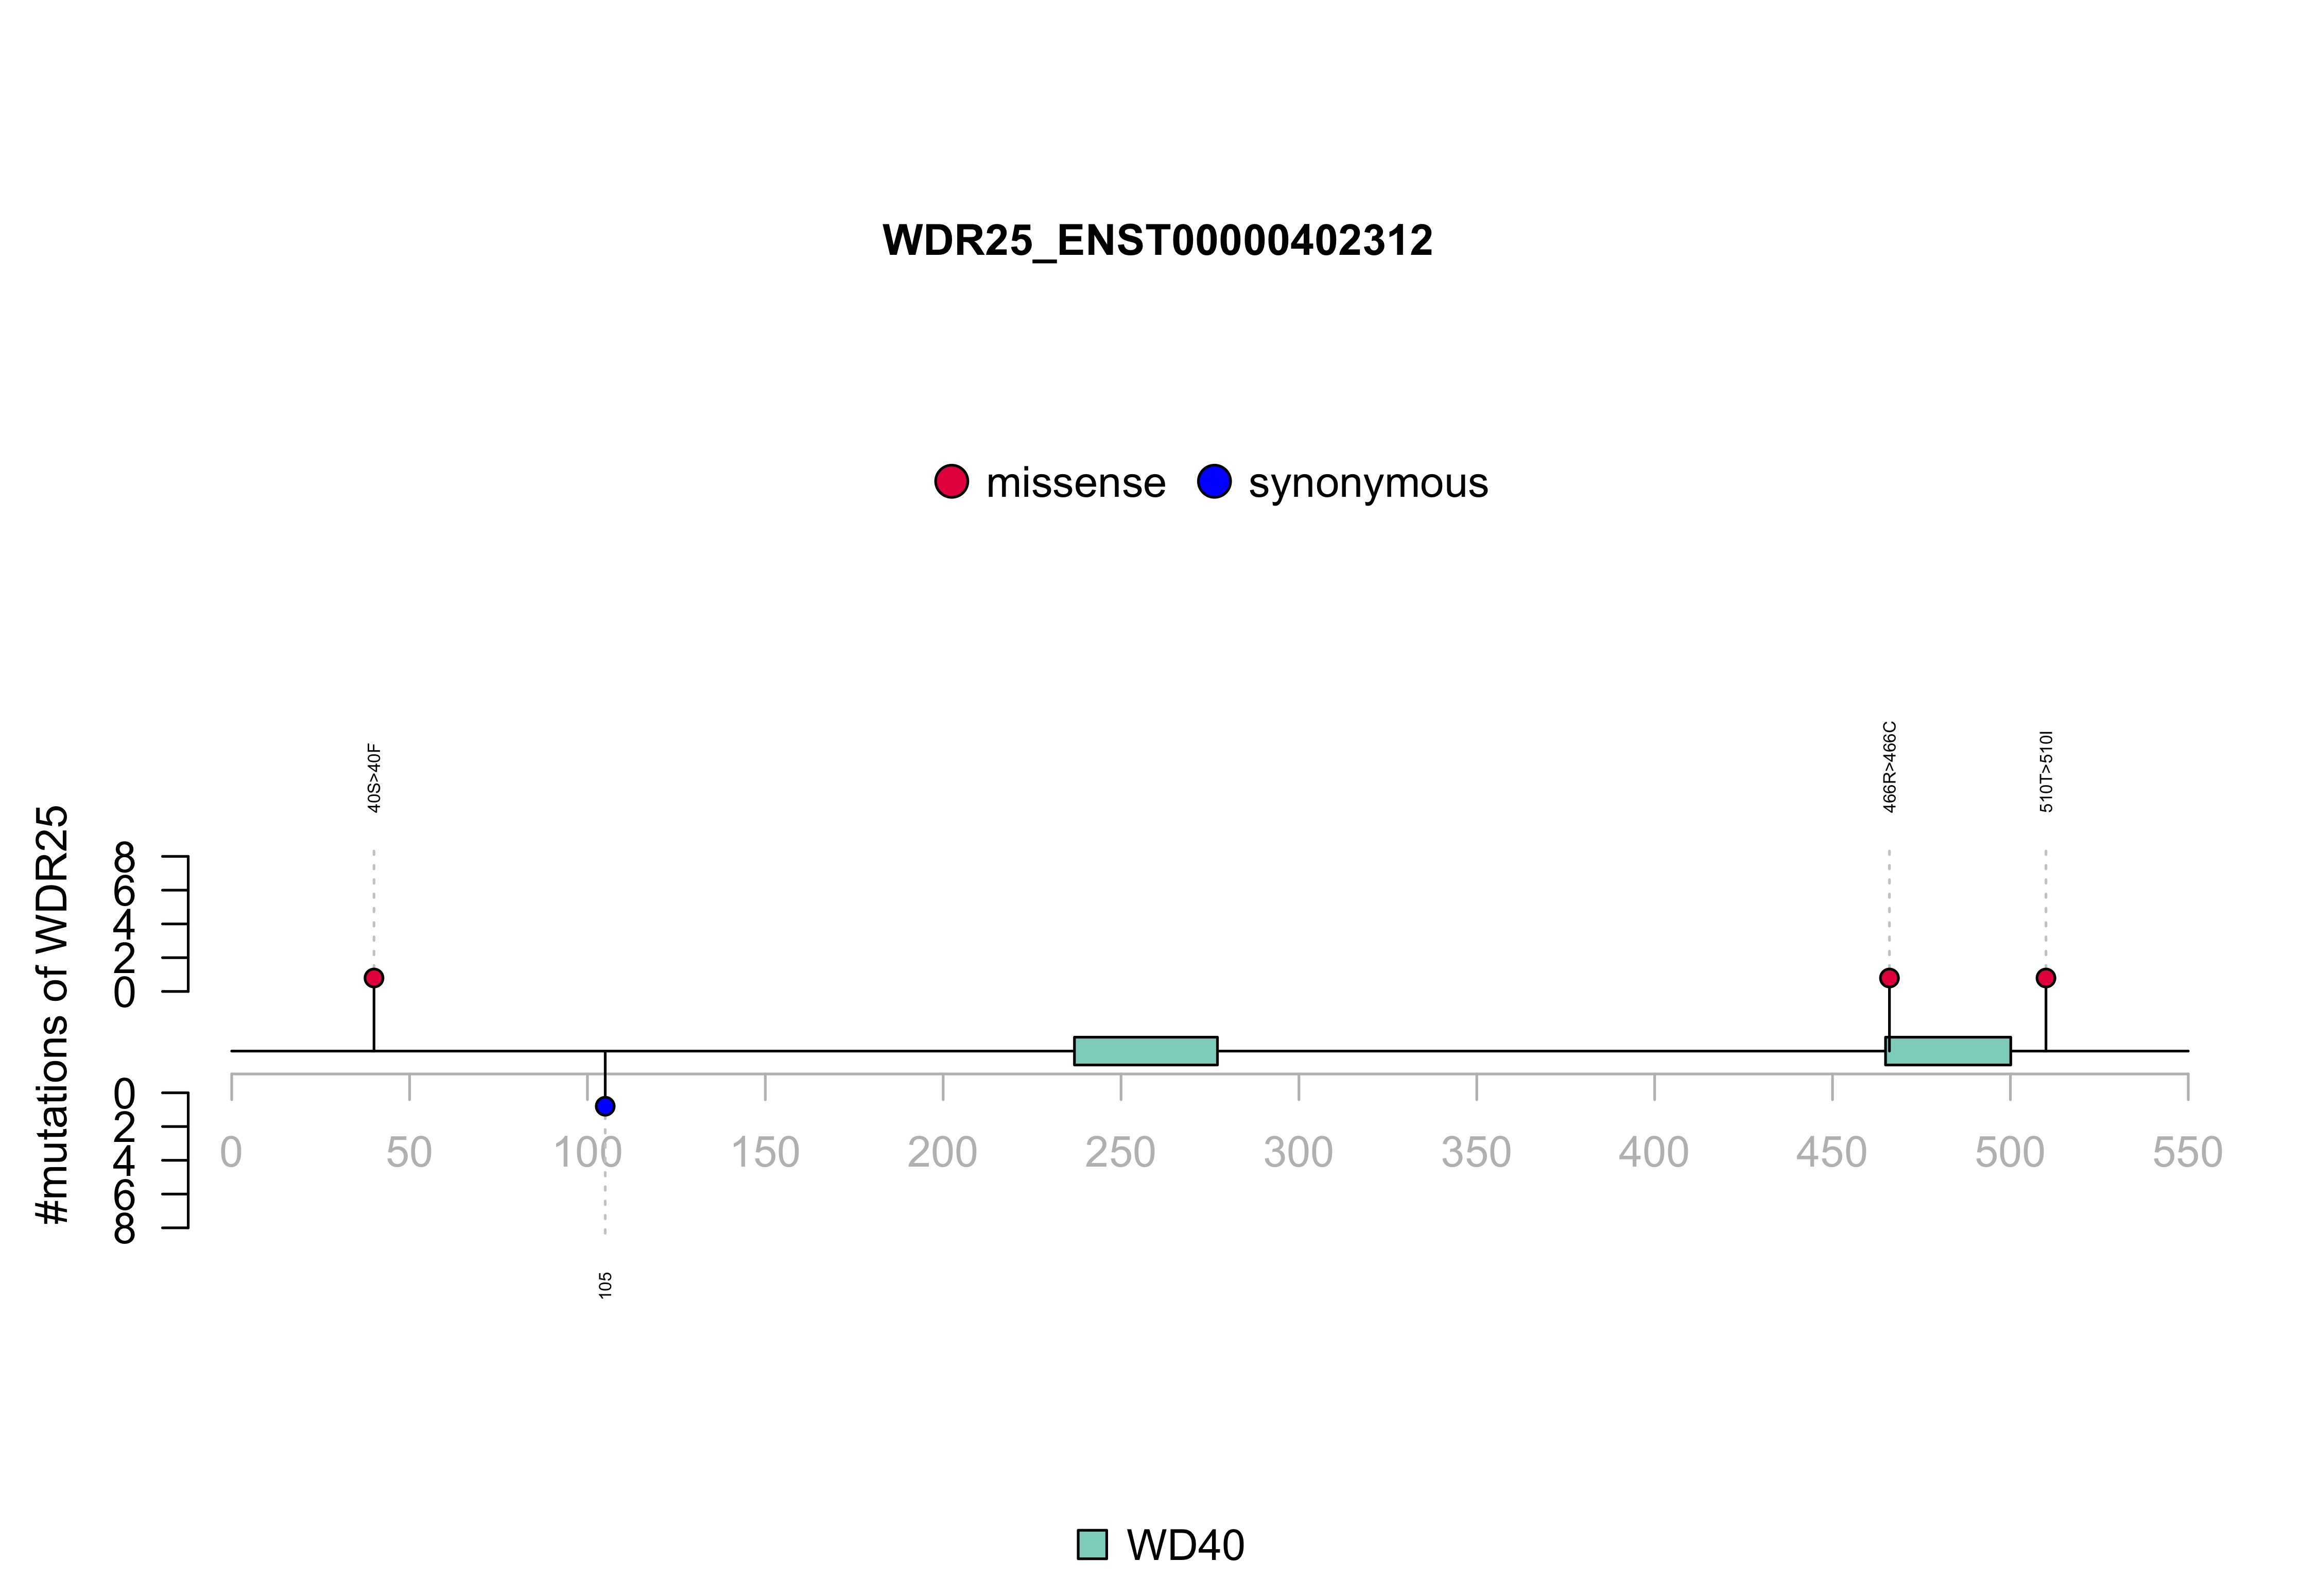 WDR25_ENST00000402312
missense synonymous
40S>40F 466R>466C 510T>510I
#mutations of WDR25
8
6
4
2
0
0
2
4
6
8
0 50 100 150 200 250 300 350 400 450 500 550
105
WD40